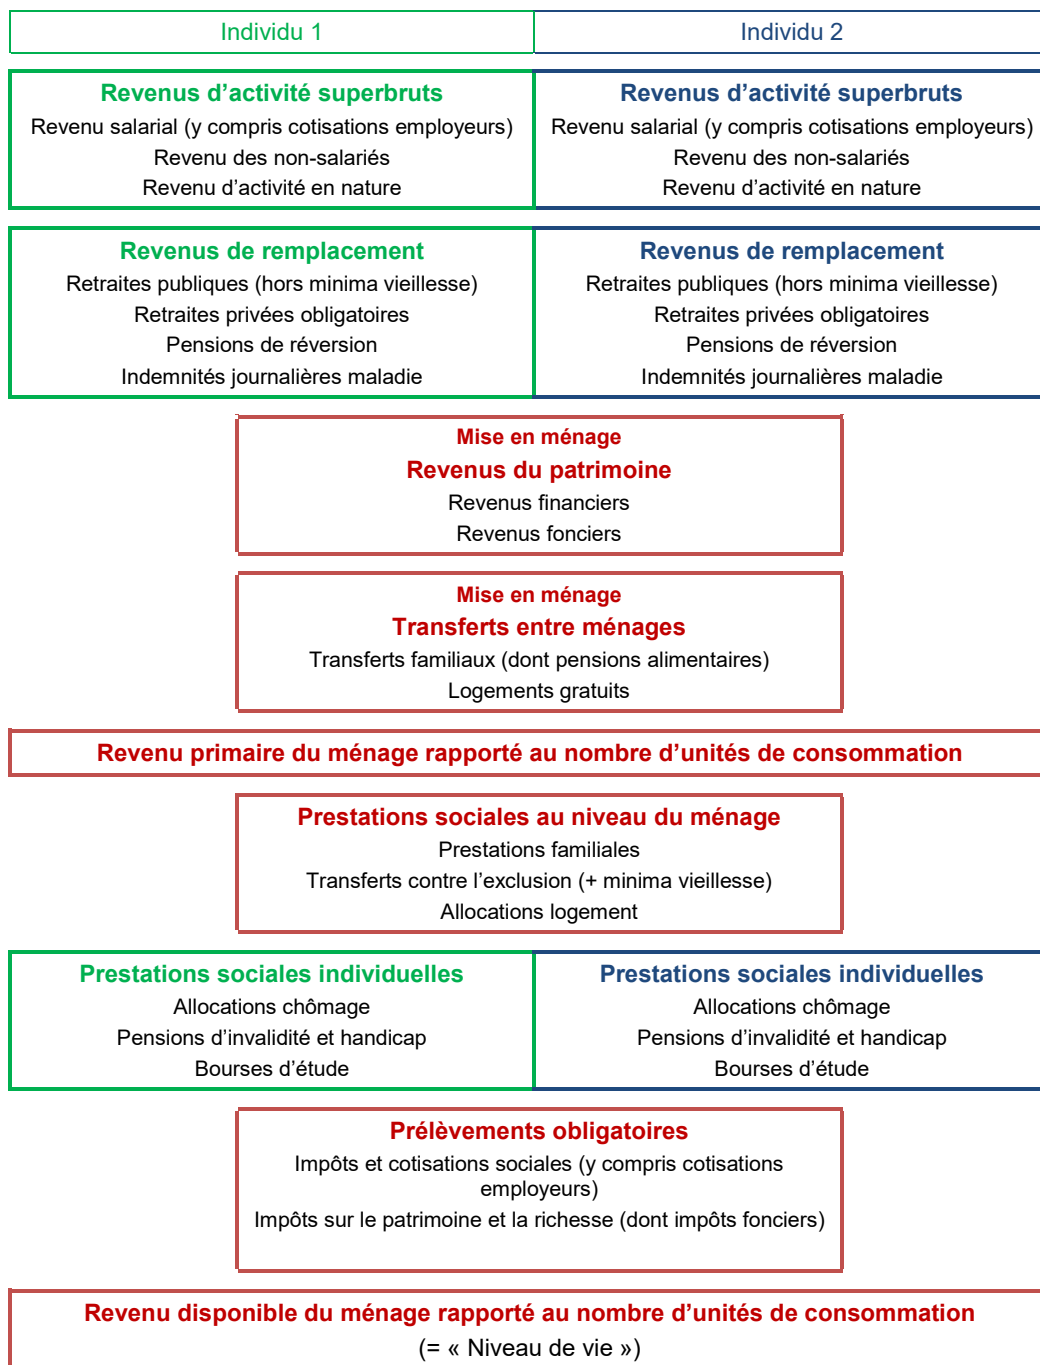 Individu 1
Individu 2
Revenus d’activité superbruts
Revenu salarial (y compris cotisations employeurs)
Revenu des non-salariés
Revenu d’activité en nature
Revenus d’activité superbruts
Revenu salarial (y compris cotisations employeurs)
Revenu des non-salariés
Revenu d’activité en nature
Revenus de remplacement
Retraites publiques (hors minima vieillesse)
Retraites privées obligatoires
Pensions de réversion
Indemnités journalières maladie
Revenus de remplacement
Retraites publiques (hors minima vieillesse)
Retraites privées obligatoires
Pensions de réversion
Indemnités journalières maladie
Mise en ménage
Revenus du patrimoine
Revenus financiers
Revenus fonciers
Mise en ménage
Transferts entre ménages
Transferts familiaux (dont pensions alimentaires)
Logements gratuits
Revenu primaire du ménage rapporté au nombre d’unités de consommation
Prestations sociales au niveau du ménage
Prestations familiales
Transferts contre l’exclusion (+ minima vieillesse)
Allocations logement
Prestations sociales individuelles
Allocations chômage
Pensions d’invalidité et handicap
Bourses d’étude
Prestations sociales individuelles
Allocations chômage
Pensions d’invalidité et handicap
Bourses d’étude
Prélèvements obligatoires
Impôts et cotisations sociales (y compris cotisations
employeurs)
Impôts sur le patrimoine et la richesse (dont impôts fonciers)
Revenu disponible du ménage rapporté au nombre d’unités de consommation
(= « Niveau de vie »)